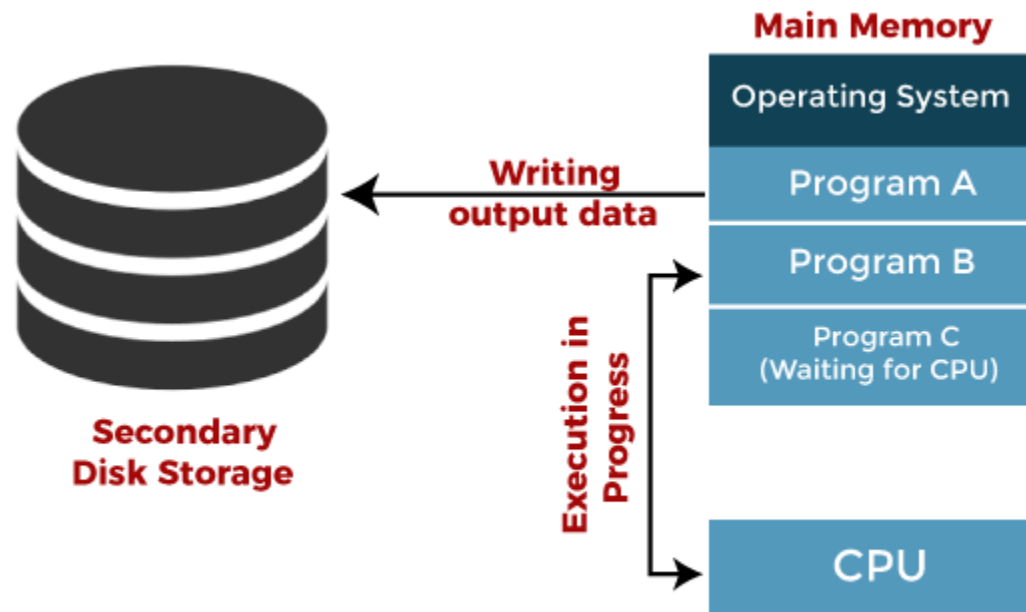 Main Memory
Operating System
Program A
Writing
output data
Program B
Program C
(Waiting for CPU)
Execution in
Progress
Secondary
Disk Storage
CPU